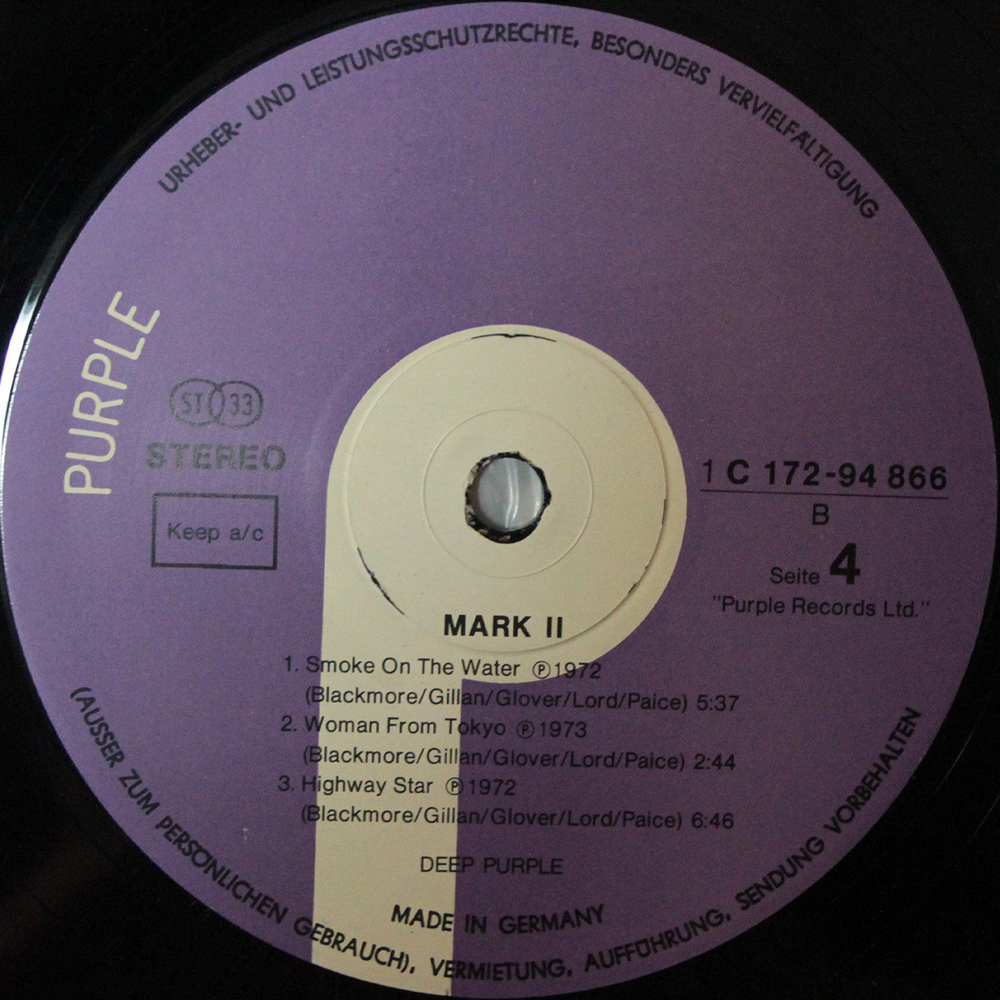 URHEBER- UND LEISTUNGSSCHUTZRECHTE, BESONDERS VERVIELFÄLTIGUNG
PURPLE
ST 33
STEREO
Keep a/c
1 C 172-94 866
B
Seite 4
"Purple Records Ltd."
MARK II
1. Smoke On The Water ℗ 1972
(Blackmore/Gillan/Glover/Lord/Paice) 5:37
2. Woman From Tokyo ℗ 1973
(Blackmore/Gillan/Glover/Lord/Paice) 2:44
3. Highway Star ℗ 1972
(Blackmore/Gillan/Glover/Lord/Paice) 6:46
DEEP PURPLE
MADE IN GERMANY
(AUSSER ZUM PERSÖNLICHEN GEBRAUCH), VERMIETUNG, AUFFÜHRUNG, SENDUNG VORBEHALTEN